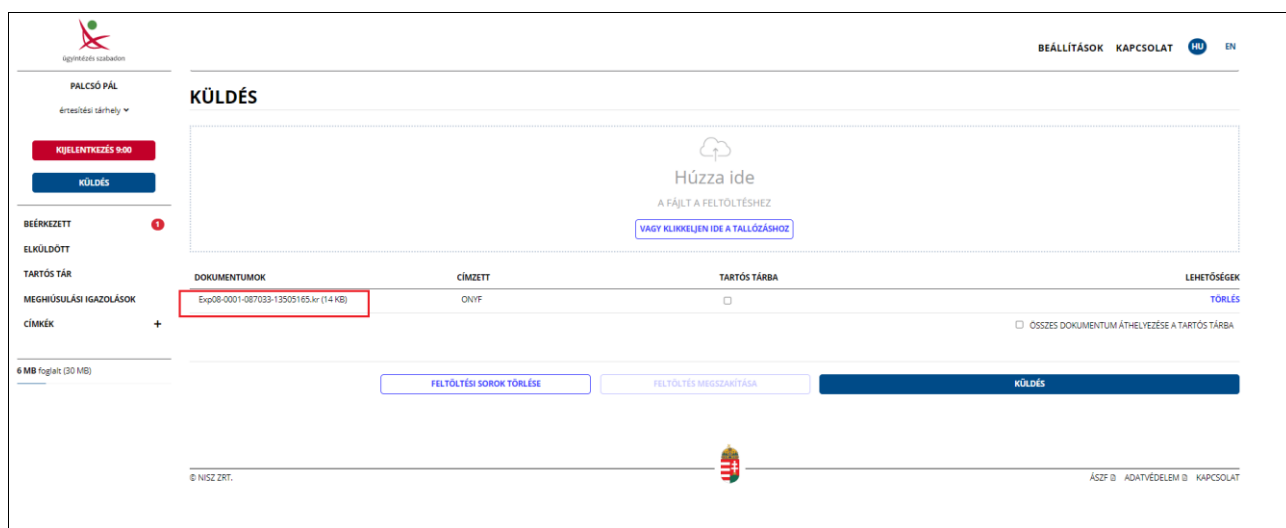 ügyintézés szabadon
PALCSÓ PÁL
értesítési tárhely
KIJELENTKEZÉS 9:00
KÜLDÉS
BEÉRKEZETT 1
ELKÜLDÖTT
TARTÓS TÁR
MEGHIÚSULÁSI IGAZOLÁSOK
CÍMKÉK +
6 MB foglalt (30 MB)
BEÁLLÍTÁSOK KAPCSOLAT HU EN
KÜLDÉS
Húzza ide
A FÁJLT A FELTÖLTÉSHEZ
VAGY KLIKKELJEN IDE A TALLÓZÁSHOZ
DOKUMENTUMOK CÍMZETT TARTÓS TÁRBA LEHETŐSÉGEK
Exp08-0001-087033-13505165.kr (14 KB) ONYF TÖRLÉS
ÖSSZES DOKUMENTUM ÁTHELYEZÉSE A TARTÓS TÁRBA
FELTÖLTÉSI SOROK TÖRLÉSE FELTÖLTÉS MEGSZAKÍTÁSA KÜLDÉS
© NISZ ZRT. ÁSZF ADATVÉDELEM KAPCSOLAT